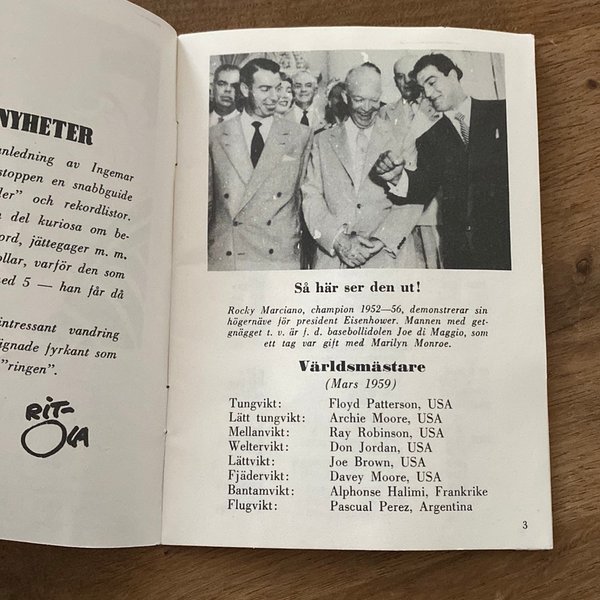 NYHETER
anledning av Ingemar
stoppen en snabbguide
der" och rekordlistor.
del kuriosa om be-
ord, jättegager m. m.
ollar, varför den som
ed 5 — han får då
intressant vandring
ignade fyrkant som
"ringen".
RIT-
OLA
Så här ser den ut!
Rocky Marciano, champion 1952—56, demonstrerar sin
högernäve för president Eisenhower. Mannen med get-
gnägget t. v. är f. d. basebollidolen Joe di Maggio, som
ett tag var gift med Marilyn Monroe.
Världsmästare
(Mars 1959)
Tungvikt: Floyd Patterson, USA
Lätt tungvikt: Archie Moore, USA
Mellanvikt: Ray Robinson, USA
Weltervikt: Don Jordan, USA
Lättvikt: Joe Brown, USA
Fjädervikt: Davey Moore, USA
Bantamvikt: Alphonse Halimi, Frankrike
Flugvikt: Pascual Perez, Argentina
3